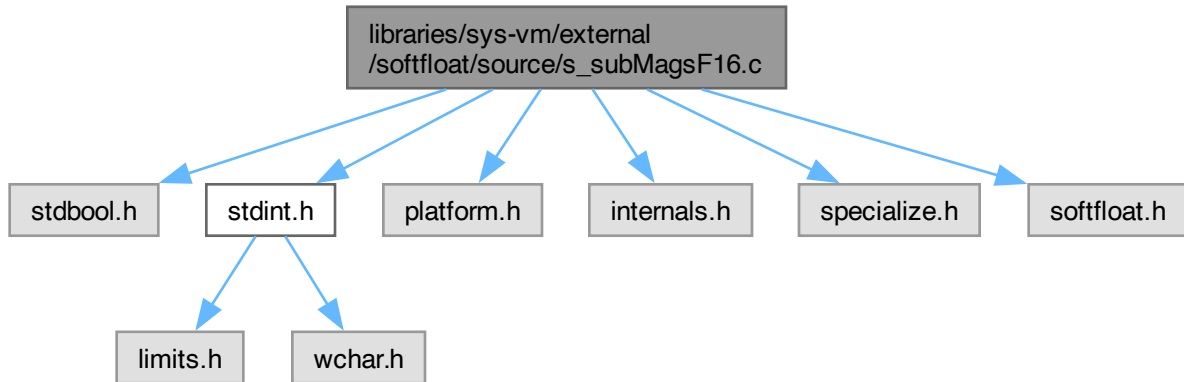 libraries/sys-vm/external
/softfloat/source/s_subMagsF16.c
stdbool.h
stdint.h
platform.h
internals.h
specialize.h
softfloat.h
limits.h
wchar.h